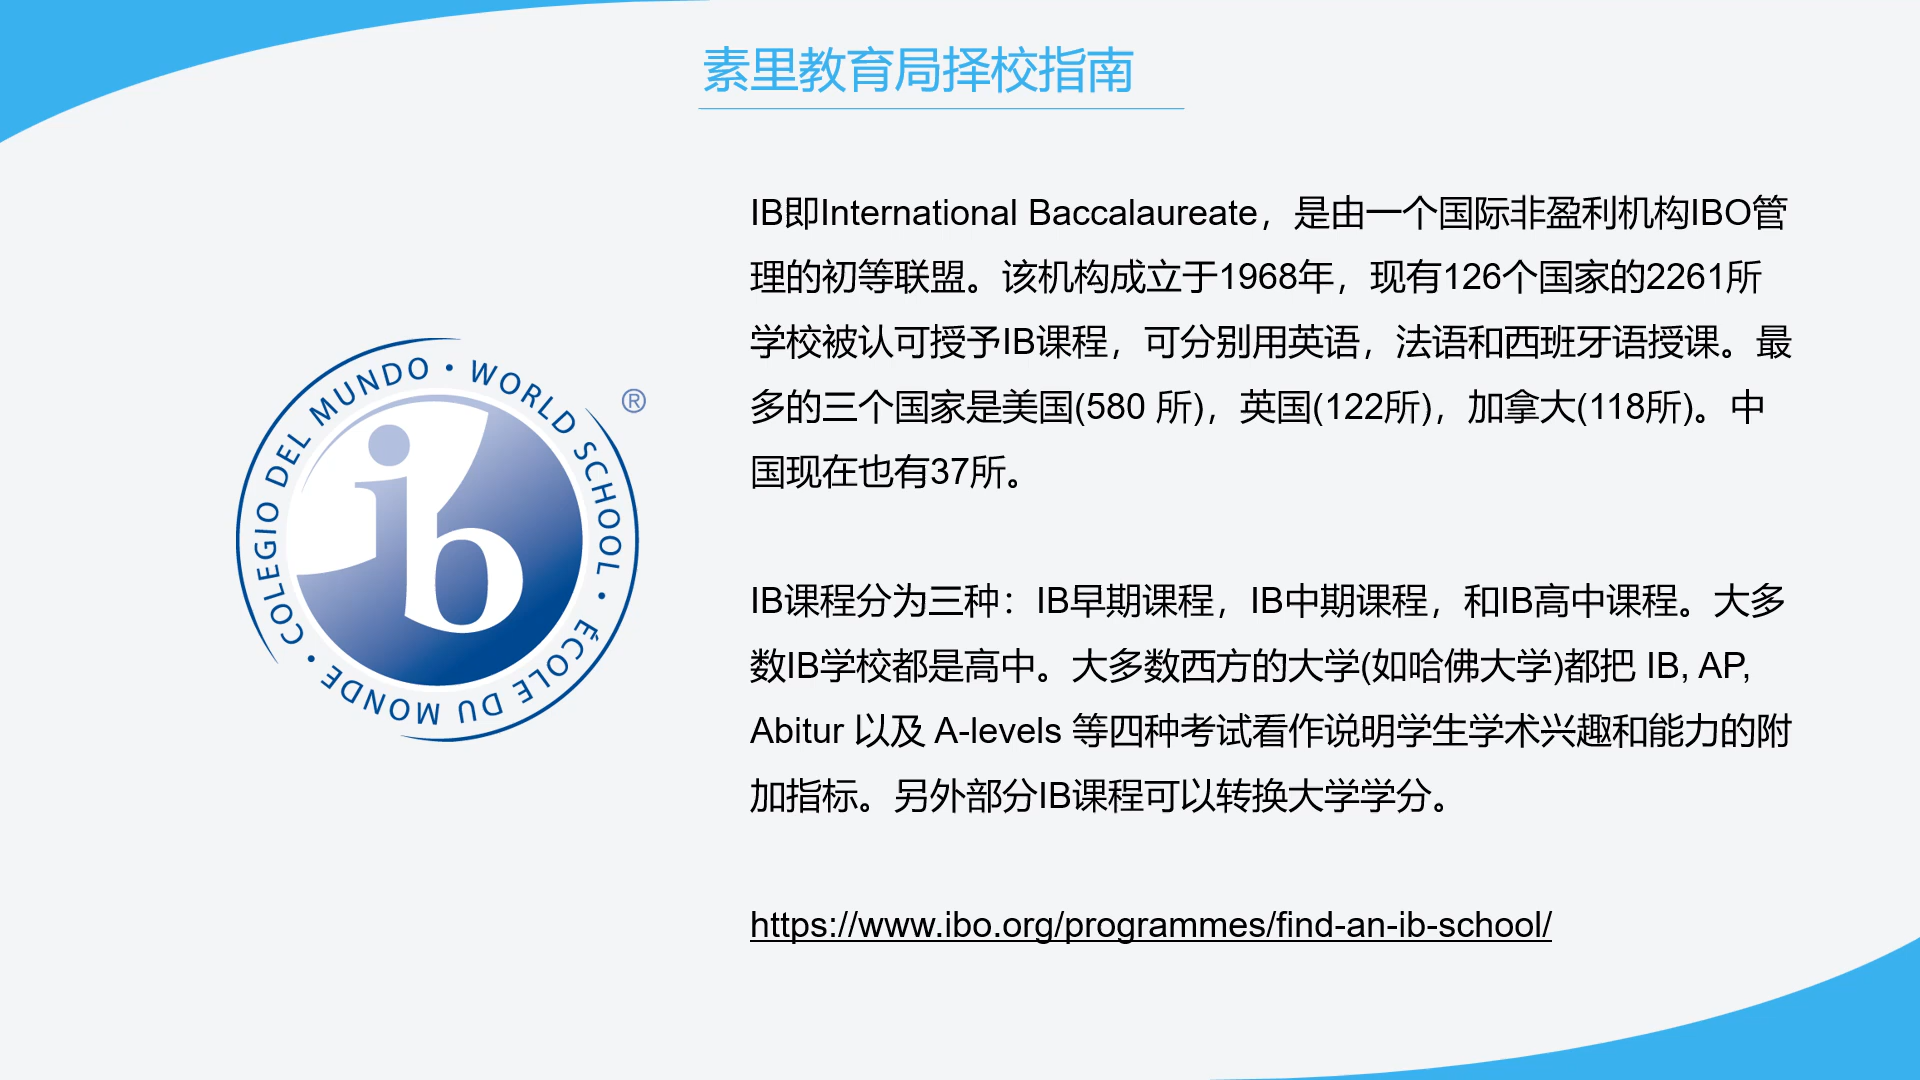 素里教育局择校指南
IB即International Baccalaureate，是由一个国际非盈利机构IBO管
理的初等联盟。该机构成立于1968年，现有126个国家的2261所
学校被认可授予IB课程，可分别用英语，法语和西班牙语授课。最
多的三个国家是美国(580 所)，英国(122所)，加拿大(118所)。中
国现在也有37所。
IB课程分为三种：IB早期课程，IB中期课程，和IB高中课程。大多
数IB学校都是高中。大多数西方的大学(如哈佛大学)都把 IB, AP,
Abitur 以及 A-levels 等四种考试看作说明学生学术兴趣和能力的附
加指标。另外部分IB课程可以转换大学学分。
https://www.ibo.org/programmes/find-an-ib-school/
COLEGIO DEL MUNDO • WORLD SCHOOL • ÉCOLE DU MONDE •
ib
®